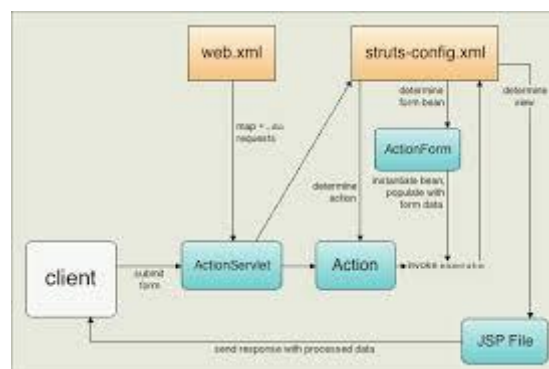 web.xml
struts-config.xml
map *.do
requests
determine
form bean
determine
view
ActionForm
instantiate bean,
populate with
form data
determine
action
client
submit
form
ActionServlet
Action
invoke execute
JSP File
send response with processed data